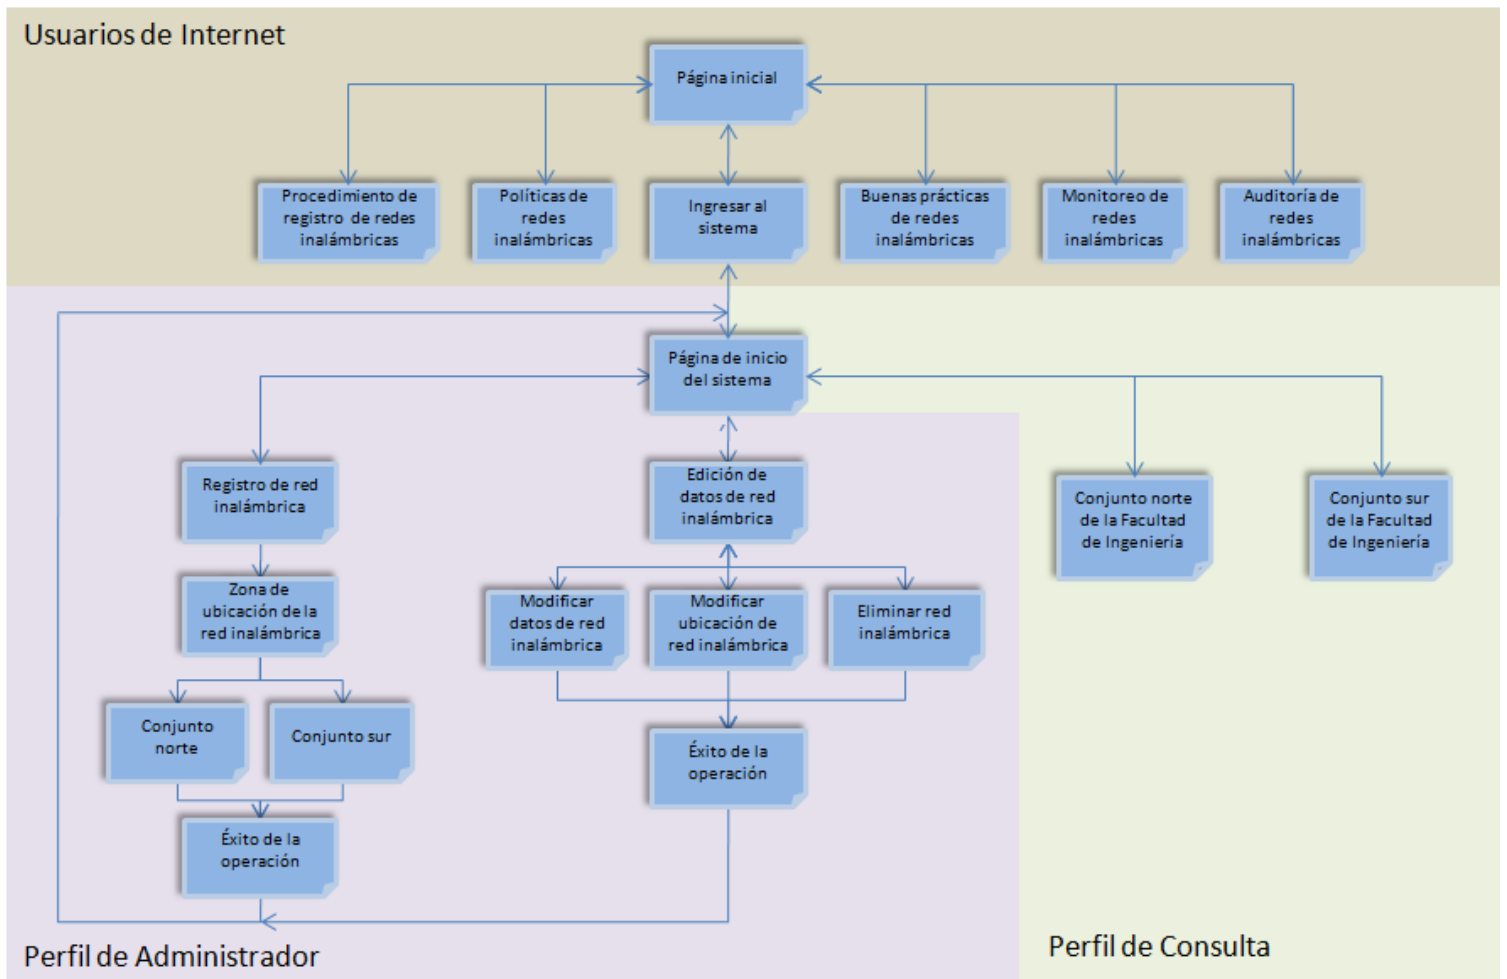 Usuarios de Internet
Página inicial
Procedimiento de
registro de redes
inalámbricas
Políticas de
redes
inalámbricas
Ingresar al
sistema
Buenas prácticas
de redes
inalámbricas
Monitoreo de
redes
inalámbricas
Auditoría de
redes
inalámbricas
Página de inicio
del sistema
Registro de red
inalámbrica
Edición de
datos de red
inalámbrica
Conjunto norte
de la Facultad
de Ingeniería
Conjunto sur
de la Facultad
de Ingeniería
Zona de
ubicación de la
red inalámbrica
Modificar
datos de red
inalámbrica
Modificar
ubicación de
red inalámbrica
Eliminar red
inalámbrica
Conjunto
norte
Conjunto sur
Éxito de la
operación
Éxito de la
operación
Perfil de Administrador
Perfil de Consulta